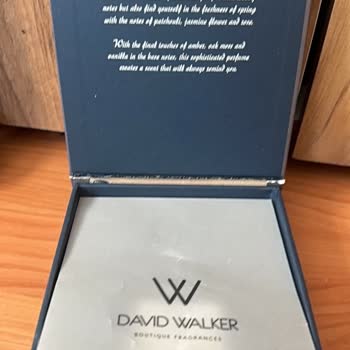 notes but also find yourself in the freshness of spring
with the notes of patchouli, jasmine flower and rose.
With the final touches of amber, oak moss and
vanilla in the base notes, this sophisticated perfume
creates a scent that will always remind you
W
DAVID WALKER
BOUTIQUE FRAGRANCES